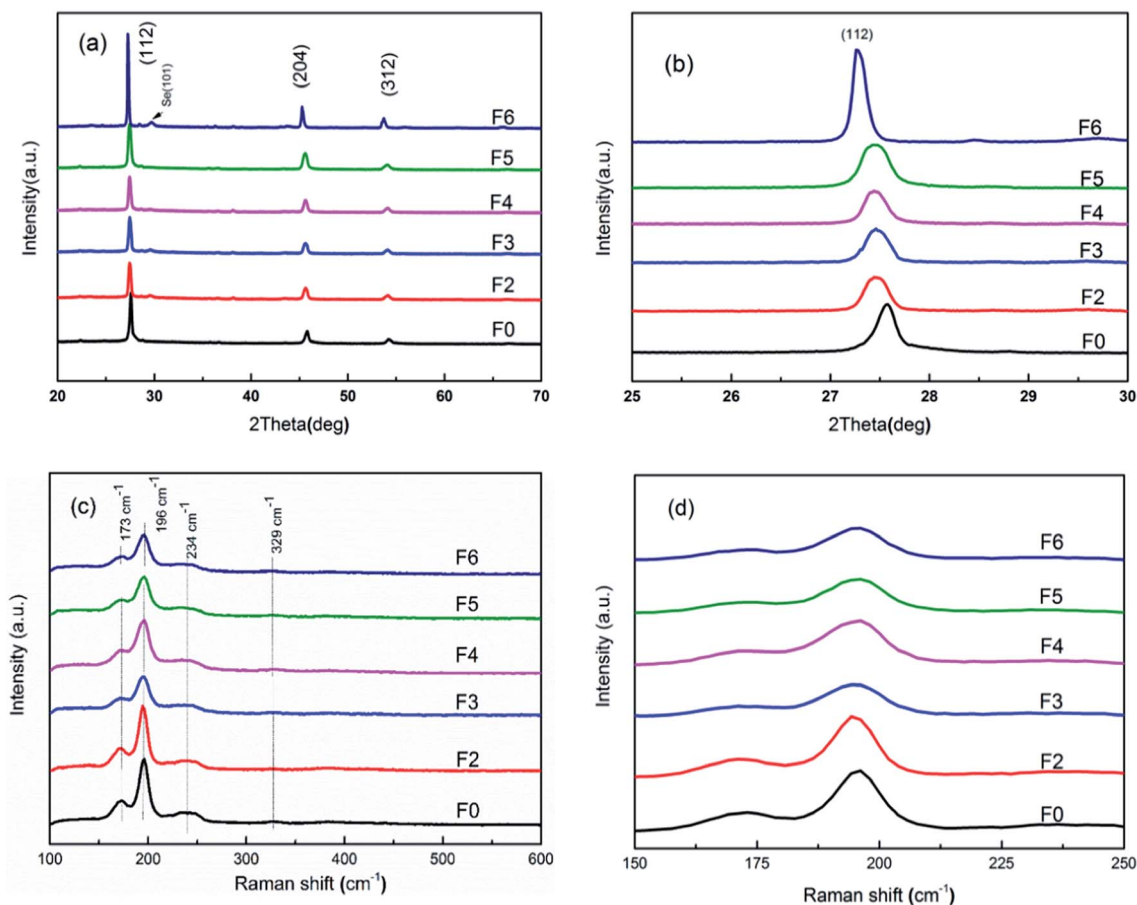 (a)
(112)
Se(101)
(204)
(312)
F6
F5
F4
F3
F2
F0
Intensity(a.u.)
20 30 40 50 60 70
2Theta(deg)
(b)
(112)
F6
F5
F4
F3
F2
F0
Intensity(a.u.)
25 26 27 28 29 30
2Theta(deg)
(c)
173 cm⁻¹
196 cm⁻¹
234 cm⁻¹
329 cm⁻¹
F6
F5
F4
F3
F2
F0
Intensity (a.u.)
100 200 300 400 500 600
Raman shift (cm⁻¹)
(d)
F6
F5
F4
F3
F2
F0
Intensity (a.u.)
150 175 200 225 250
Raman shift (cm⁻¹)